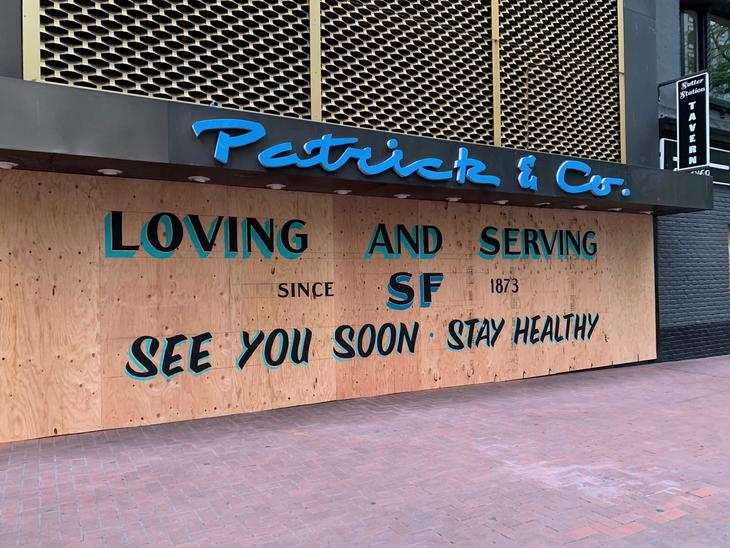 Patrick & Co.
Sutter
Station
TAVERN
LOVING AND SERVING
SINCE SF 1873
SEE YOU SOON · STAY HEALTHY